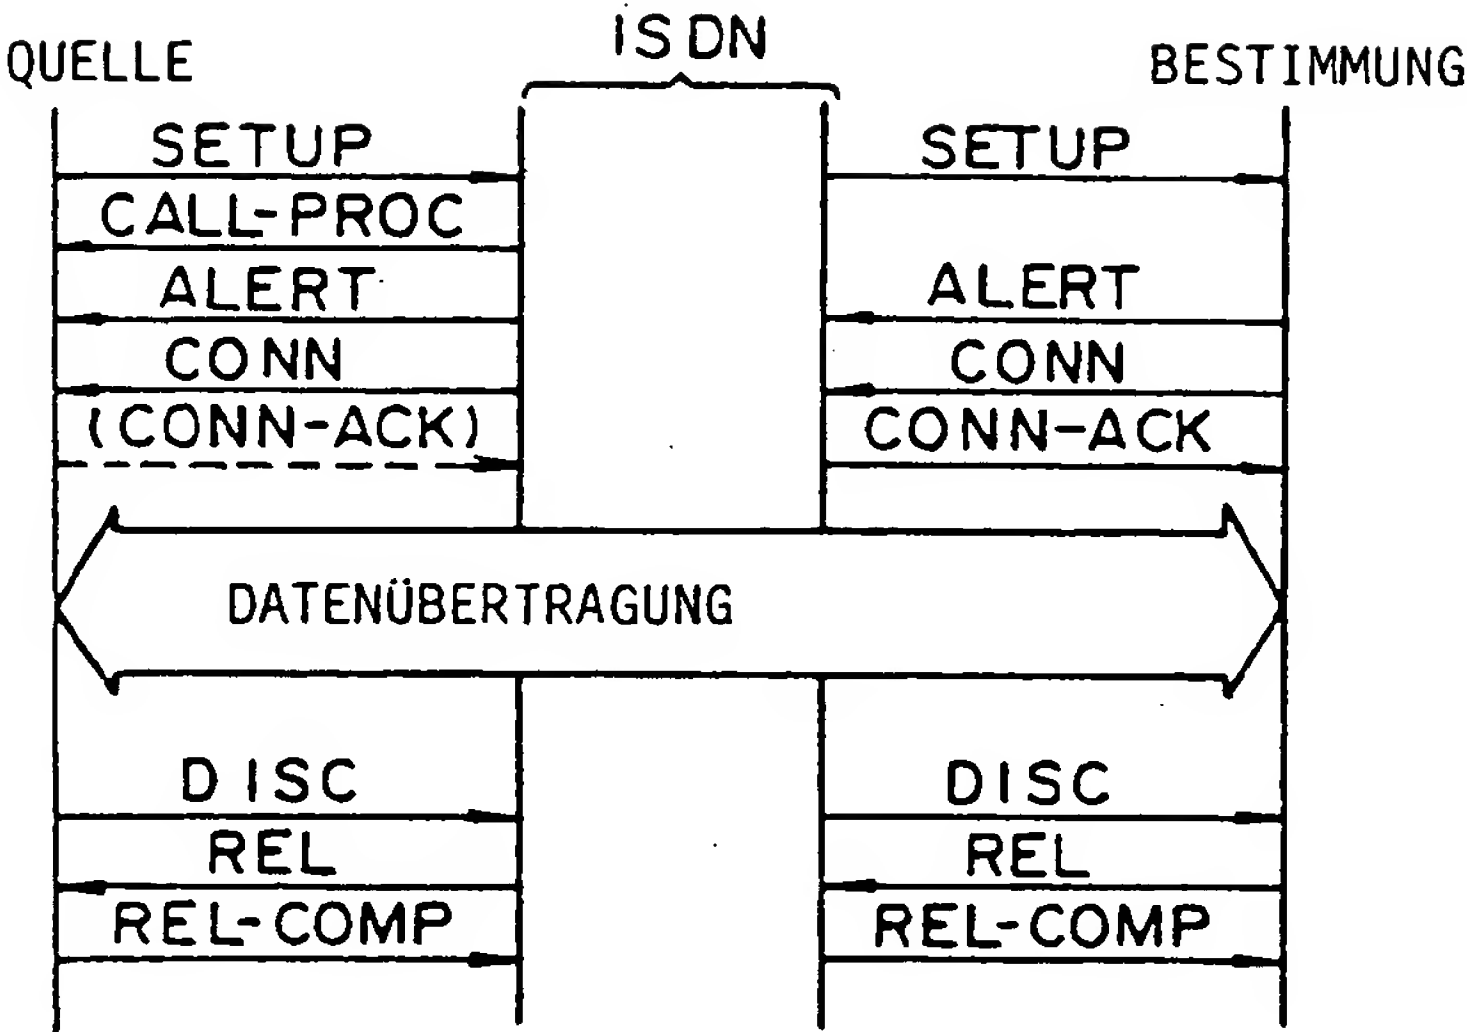 ISDN
QUELLE
BESTIMMUNG
SETUP
SETUP
CALL-PROC
ALERT
ALERT
CONN
CONN
(CONN-ACK)
CONN-ACK
DATENÜBERTRAGUNG
DISC
DISC
REL
REL
REL-COMP
REL-COMP